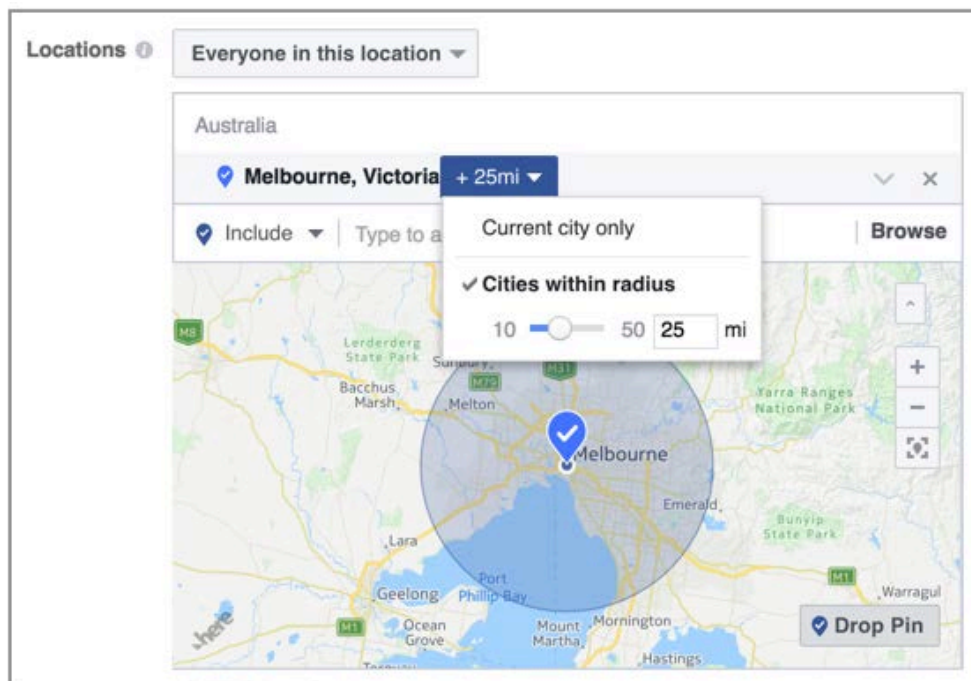 Locations
Everyone in this location
Australia
Melbourne, Victoria + 25mi
Include Type to a Browse
Current city only
Cities within radius
10 50 25 mi
M8
Lerderderg
State Park
Sunbury
M31
M79
Bacchus
Marsh
Melton
Yarra Ranges
National Park
Melbourne
Emerald
Bunyip
State Park
Lara
Port
Phillip Bay
Geelong
M1
Warragul
M1
Ocean
Grove
Mount
Martha
Mornington
Drop Pin
here
Hastings
Torquay